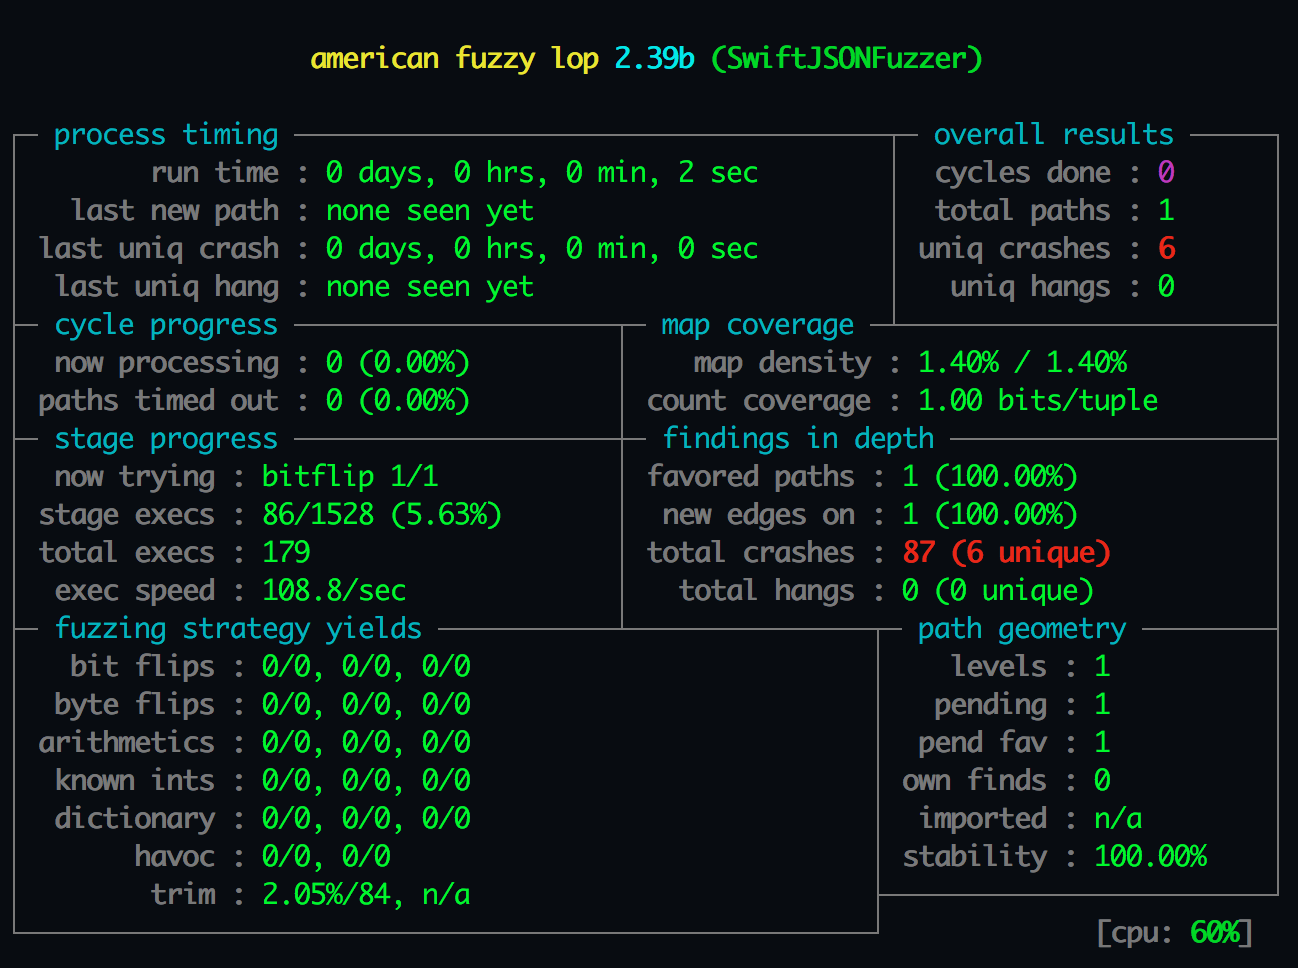 american fuzzy lop 2.39b (SwiftJSONFuzzer)
process timing
run time : 0 days, 0 hrs, 0 min, 2 sec
last new path : none seen yet
last uniq crash : 0 days, 0 hrs, 0 min, 0 sec
last uniq hang : none seen yet
overall results
cycles done : 0
total paths : 1
uniq crashes : 6
uniq hangs : 0
cycle progress
now processing : 0 (0.00%)
paths timed out : 0 (0.00%)
map coverage
map density : 1.40% / 1.40%
count coverage : 1.00 bits/tuple
stage progress
now trying : bitflip 1/1
stage execs : 86/1528 (5.63%)
total execs : 179
exec speed : 108.8/sec
findings in depth
favored paths : 1 (100.00%)
new edges on : 1 (100.00%)
total crashes : 87 (6 unique)
total hangs : 0 (0 unique)
fuzzing strategy yields
bit flips : 0/0, 0/0, 0/0
byte flips : 0/0, 0/0, 0/0
arithmetics : 0/0, 0/0, 0/0
known ints : 0/0, 0/0, 0/0
dictionary : 0/0, 0/0, 0/0
havoc : 0/0, 0/0
trim : 2.05%/84, n/a
path geometry
levels : 1
pending : 1
pend fav : 1
own finds : 0
imported : n/a
stability : 100.00%
[cpu: 60%]